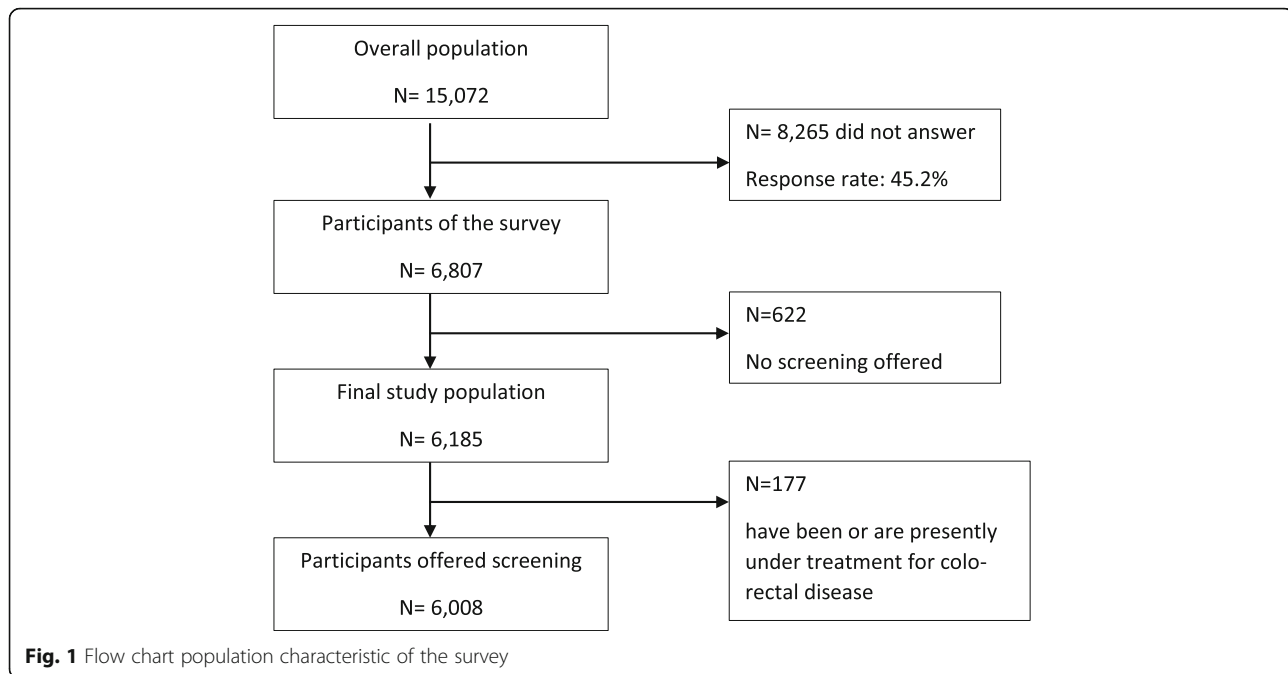 Overall population
N= 15,072
N= 8,265 did not answer
Response rate: 45.2%
Participants of the survey
N= 6,807
N=622
No screening offered
Final study population
N= 6,185
N=177
have been or are presently
under treatment for colo-
rectal disease
Participants offered screening
N= 6,008
Fig. 1 Flow chart population characteristic of the survey